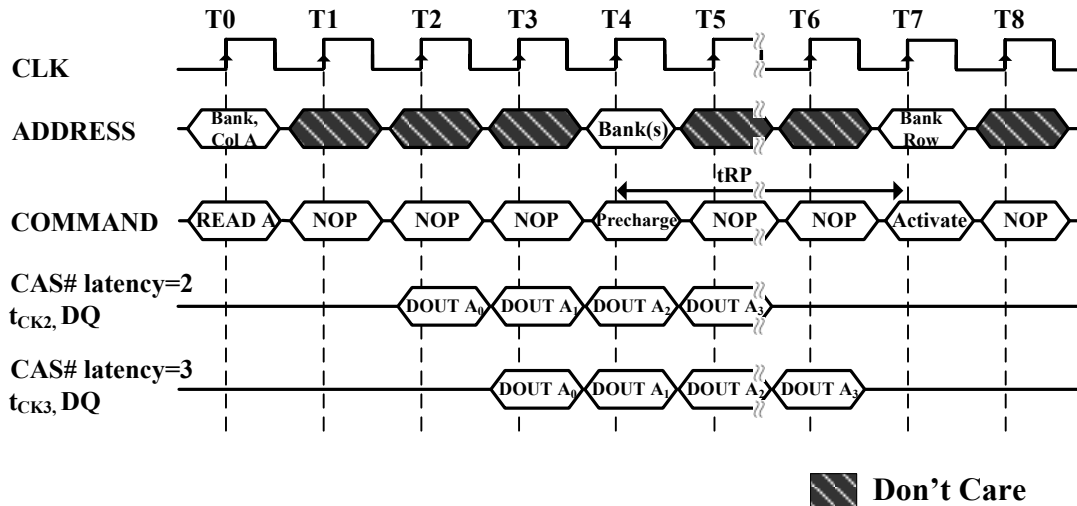 T0 T1 T2 T3 T4 T5 T6 T7 T8
CLK
ADDRESS Bank, Col A Bank(s) Bank Row
tRP
COMMAND READ A NOP NOP NOP Precharge NOP NOP Activate NOP
CAS# latency=2
tCK2, DQ DOUT A0 DOUT A1 DOUT A2 DOUT A3
CAS# latency=3
tCK3, DQ DOUT A0 DOUT A1 DOUT A2 DOUT A3
Don't Care